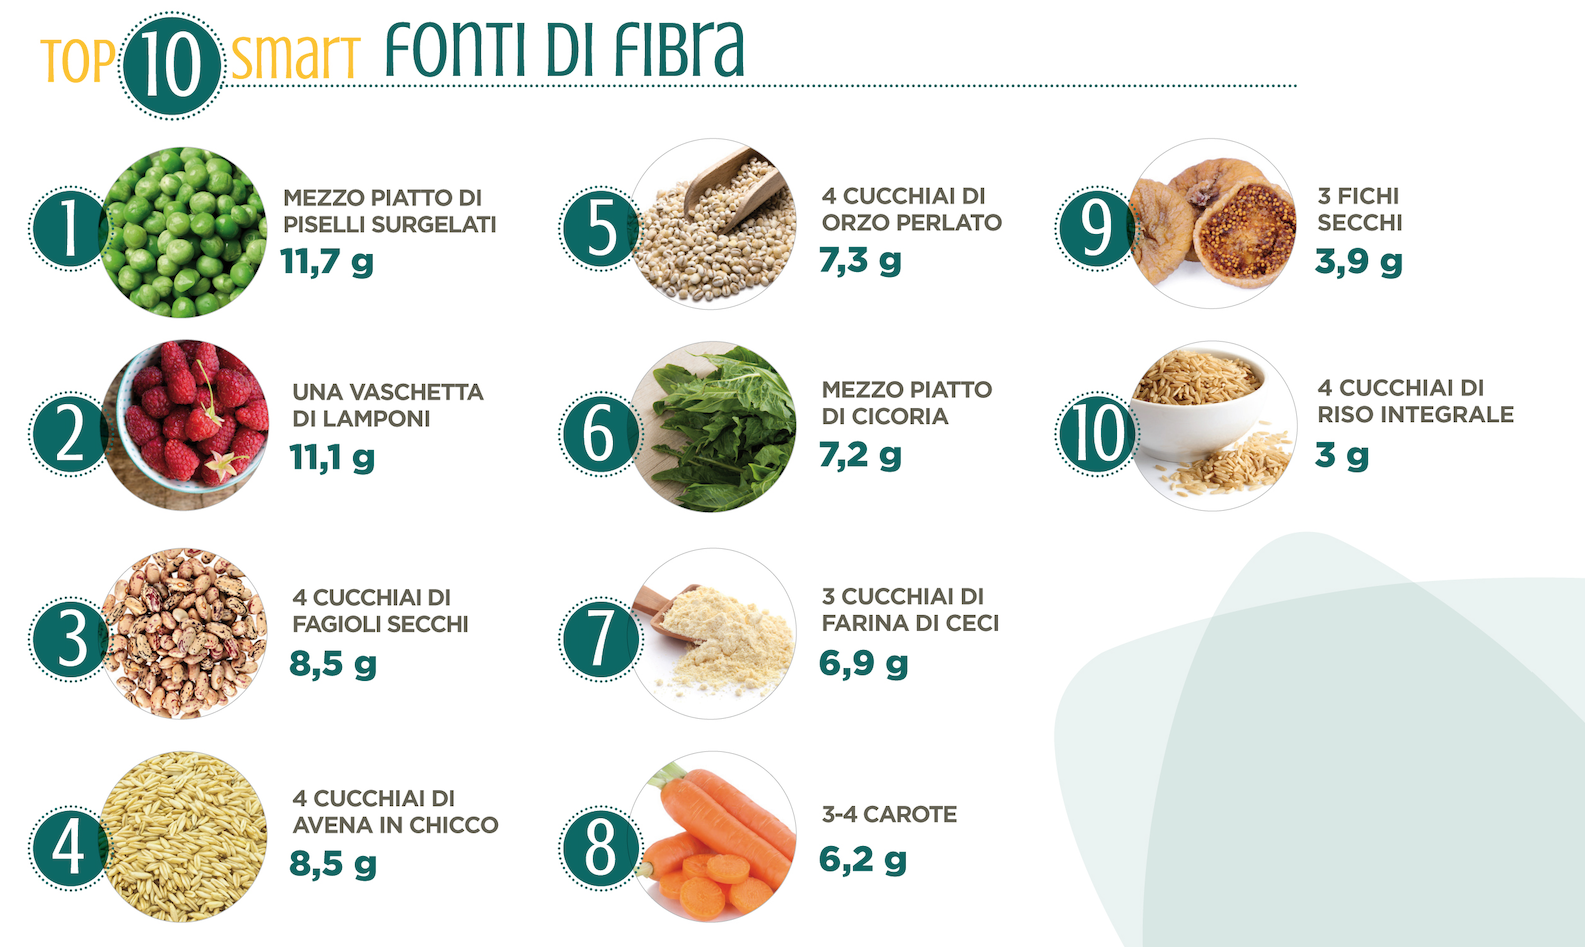 TOP 10 SMART FONTI DI FIBRA
1
MEZZO PIATTO DI
PISELLI SURGELATI
11,7 g
2
UNA VASCHETTA
DI LAMPONI
11,1 g
3
4 CUCCHIAI DI
FAGIOLI SECCHI
8,5 g
4
4 CUCCHIAI DI
AVENA IN CHICCO
8,5 g
5
4 CUCCHIAI DI
ORZO PERLATO
7,3 g
6
MEZZO PIATTO
DI CICORIA
7,2 g
7
3 CUCCHIAI DI
FARINA DI CECI
6,9 g
8
3-4 CAROTE
6,2 g
9
3 FICHI
SECCHI
3,9 g
10
4 CUCCHIAI DI
RISO INTEGRALE
3 g